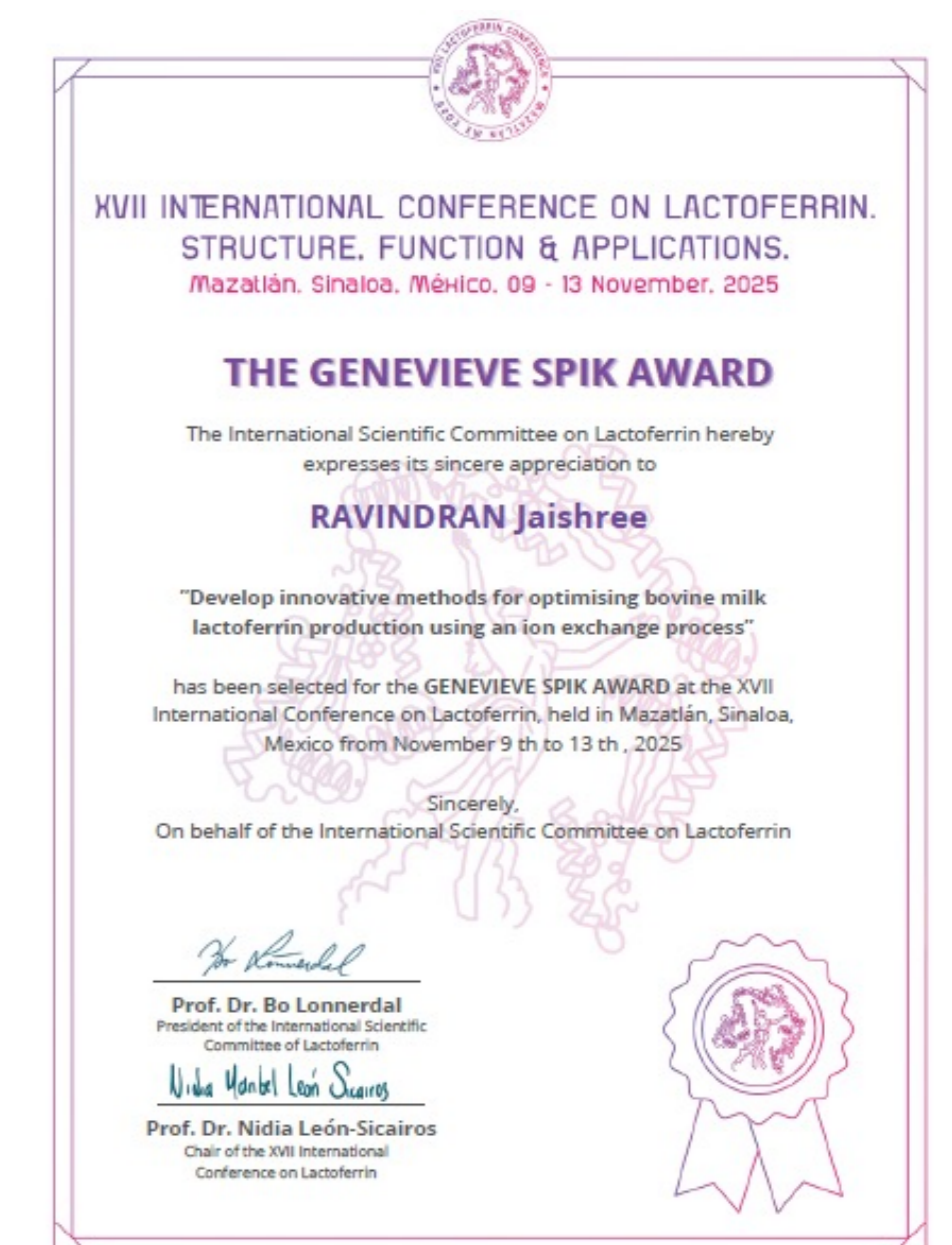 XVII LACTOFERRIN CONFERENCE
MAZATLÁN MX 2025
XVII INTERNATIONAL CONFERENCE ON LACTOFERRIN.
STRUCTURE, FUNCTION & APPLICATIONS.
Mazatlán, Sinaloa, México, 09 - 13 November, 2025
THE GENEVIEVE SPIK AWARD
The International Scientific Committee on Lactoferrin hereby
expresses its sincere appreciation to
RAVINDRAN Jaishree
"Develop innovative methods for optimising bovine milk
lactoferrin production using an ion exchange process"
has been selected for the GENEVIEVE SPIK AWARD at the XVII
International Conference on Lactoferrin, held in Mazatlán, Sinaloa,
Mexico from November 9 th to 13 th , 2025
Sincerely,
On behalf of the International Scientific Committee on Lactoferrin
Bo Lonnerdal
Prof. Dr. Bo Lonnerdal
President of the International Scientific
Committee of Lactoferrin
Nidia Maribel León Sicairos
Prof. Dr. Nidia León-Sicairos
Chair of the XVII International
Conference on Lactoferrin